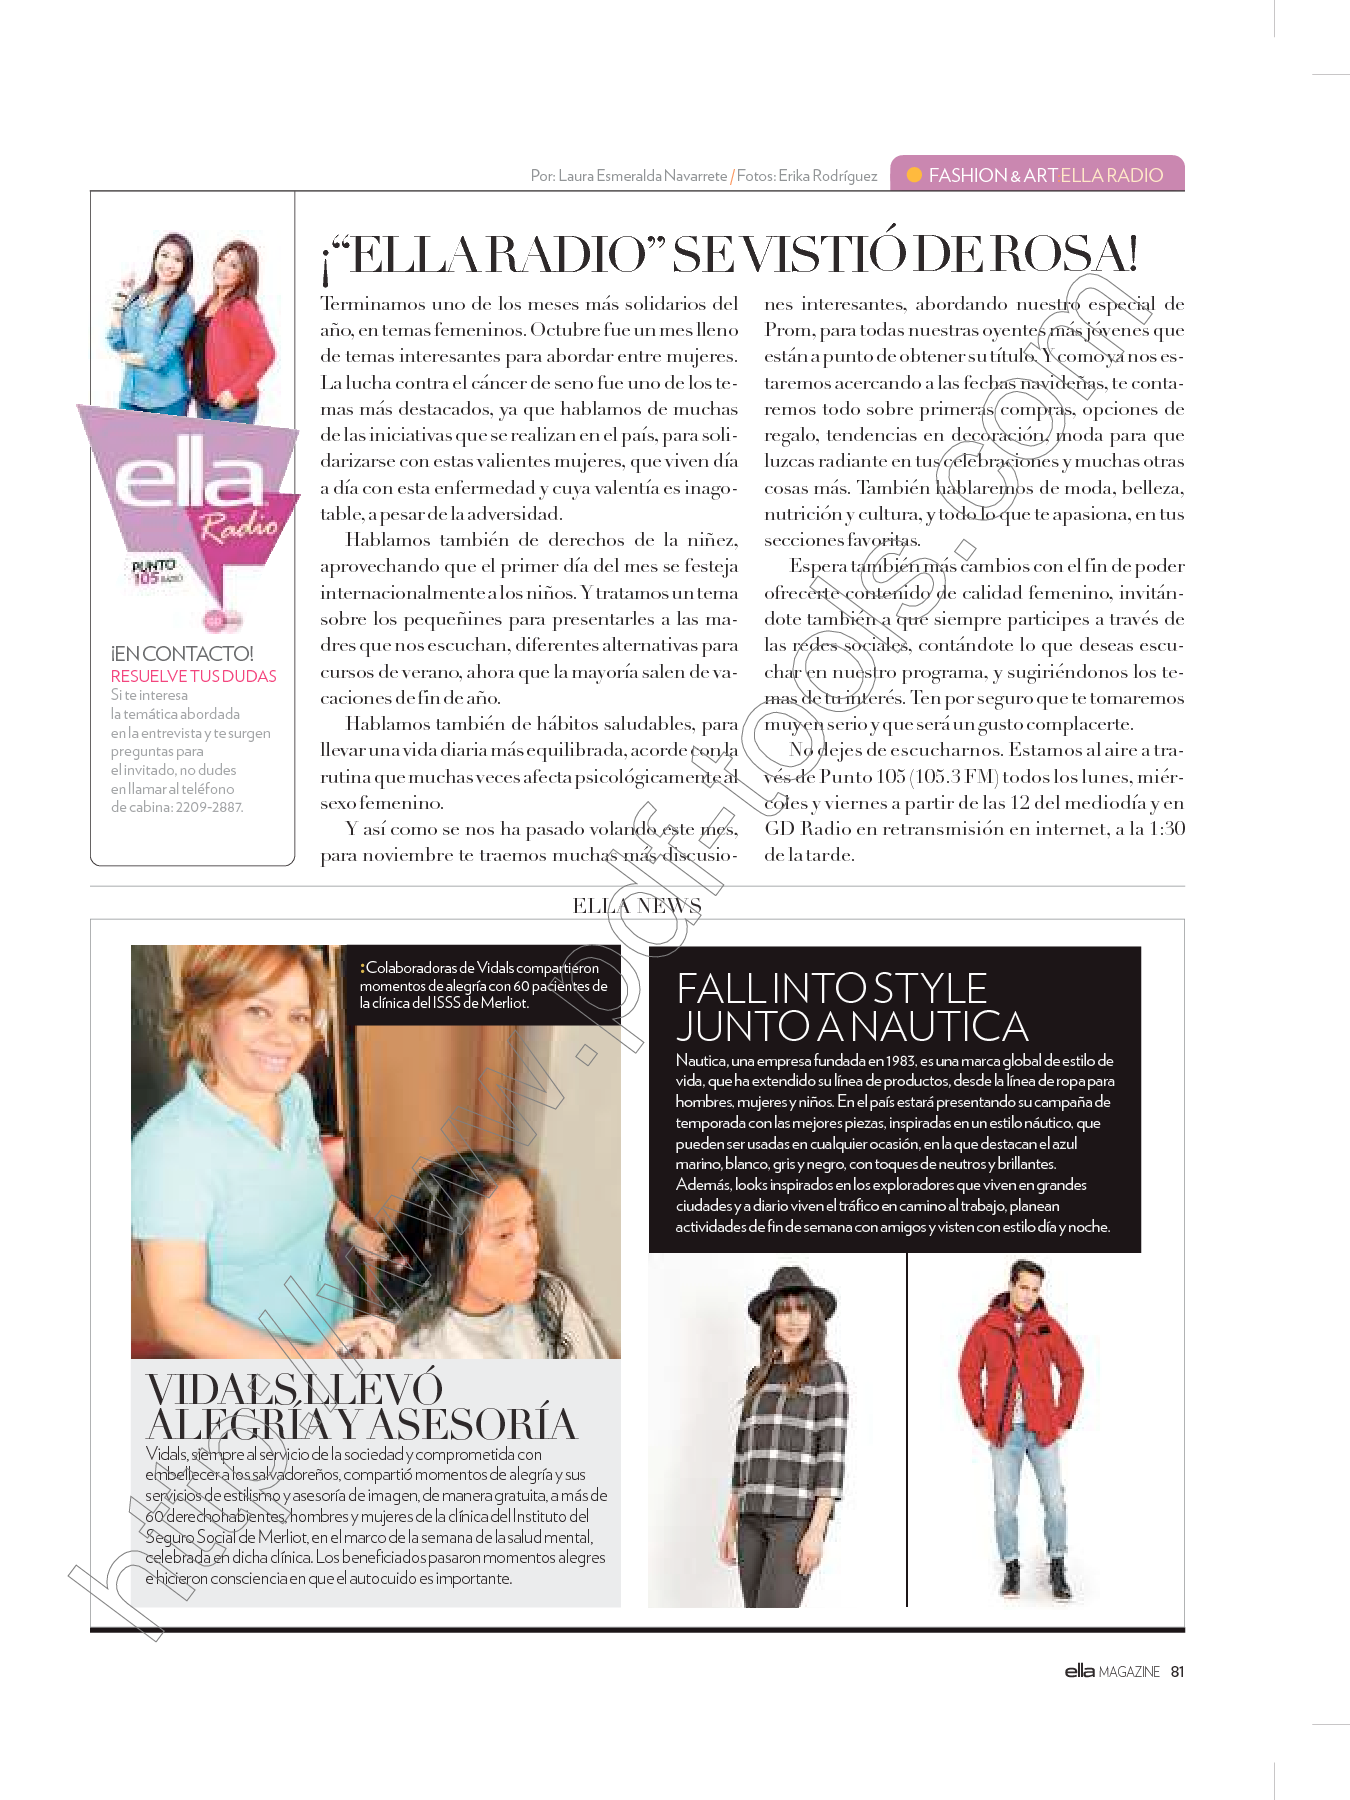 Por: Laura Esmeralda Navarrete / Fotos: Erika Rodríguez
FASHION & ART ELLA RADIO
ella
Radio
PUNTO
105 RADIO
¡EN CONTACTO!
RESUELVE TUS DUDAS
Si te interesa
la temática abordada
en la entrevista y te surgen
preguntas para
el invitado, no dudes
en llamar al teléfono
de cabina: 2209-2887.
¡“ELLA RADIO” SE VISTIÓ DE ROSA!
Terminamos uno de los meses más solidarios del
año, en temas femeninos. Octubre fue un mes lleno
de temas interesantes para abordar entre mujeres.
La lucha contra el cáncer de seno fue uno de los te-
mas más destacados, ya que hablamos de muchas
de las iniciativas que se realizan en el país, para soli-
darizarse con estas valientes mujeres, que viven día
a día con esta enfermedad y cuya valentía es inago-
table, a pesar de la adversidad.
Hablamos también de derechos de la niñez,
aprovechando que el primer día del mes se festeja
internacionalmente a los niños. Y tratamos un tema
sobre los pequeñines para presentarles a las ma-
dres que nos escuchan, diferentes alternativas para
cursos de verano, ahora que la mayoría salen de va-
caciones de fin de año.
Hablamos también de hábitos saludables, para
llevar una vida diaria más equilibrada, acorde con la
rutina que muchas veces afecta psicológicamente al
sexo femenino.
Y así como se nos ha pasado volando este mes,
para noviembre te traemos muchas más discusio-
nes interesantes, abordando nuestro especial de
Prom, para todas nuestras oyentes más jóvenes que
están a punto de obtener su título. Y como ya nos es-
taremos acercando a las fechas navideñas, te conta-
remos todo sobre primeras compras, opciones de
regalo, tendencias en decoración, moda para que
luzcas radiante en tus celebraciones y muchas otras
cosas más. También hablaremos de moda, belleza,
nutrición y cultura, y todo lo que te apasiona, en tus
secciones favoritas.
Espera también más cambios con el fin de poder
ofrecerte contenido de calidad femenino, invitán-
dote también a que siempre participes a través de
las redes sociales, contándote lo que deseas escu-
char en nuestro programa, y sugiriéndonos los te-
mas de tu interés. Ten por seguro que te tomaremos
muy en serio y que será un gusto complacerte.
No dejes de escucharnos. Estamos al aire a tra-
vés de Punto 105 (105.3 FM) todos los lunes, miér-
coles y viernes a partir de las 12 del mediodía y en
GD Radio en retransmisión en internet, a la 1:30
de la tarde.
ELLA NEWS
:Colaboradoras de Vidals compartieron
momentos de alegría con 60 pacientes de
la clínica del ISSS de Merliot.
VIDALS LLEVÓ
ALEGRÍA Y ASESORÍA
Vidals, siempre al servicio de la sociedad y comprometida con
embellecer a los salvadoreños, compartió momentos de alegría y sus
servicios de estilismo y asesoría de imagen, de manera gratuita, a más de
60 derechohabientes, hombres y mujeres de la clínica del Instituto del
Seguro Social de Merliot, en el marco de la semana de la salud mental,
celebrada en dicha clínica. Los beneficiados pasaron momentos alegres
e hicieron consciencia en que el autocuido es importante.
FALL INTO STYLE
JUNTO A NAUTICA
Nautica, una empresa fundada en 1983, es una marca global de estilo de
vida, que ha extendido su línea de productos, desde la línea de ropa para
hombres, mujeres y niños. En el país estará presentando su campaña de
temporada con las mejores piezas, inspiradas en un estilo náutico, que
pueden ser usadas en cualquier ocasión, en la que destacan el azul
marino, blanco, gris y negro, con toques de neutros y brillantes.
Además, looks inspirados en los exploradores que viven en grandes
ciudades y a diario viven el tráfico en camino al trabajo, planean
actividades de fin de semana con amigos y visten con estilo día y noche.
ella MAGAZINE 81
http://www.pdf-tools.com